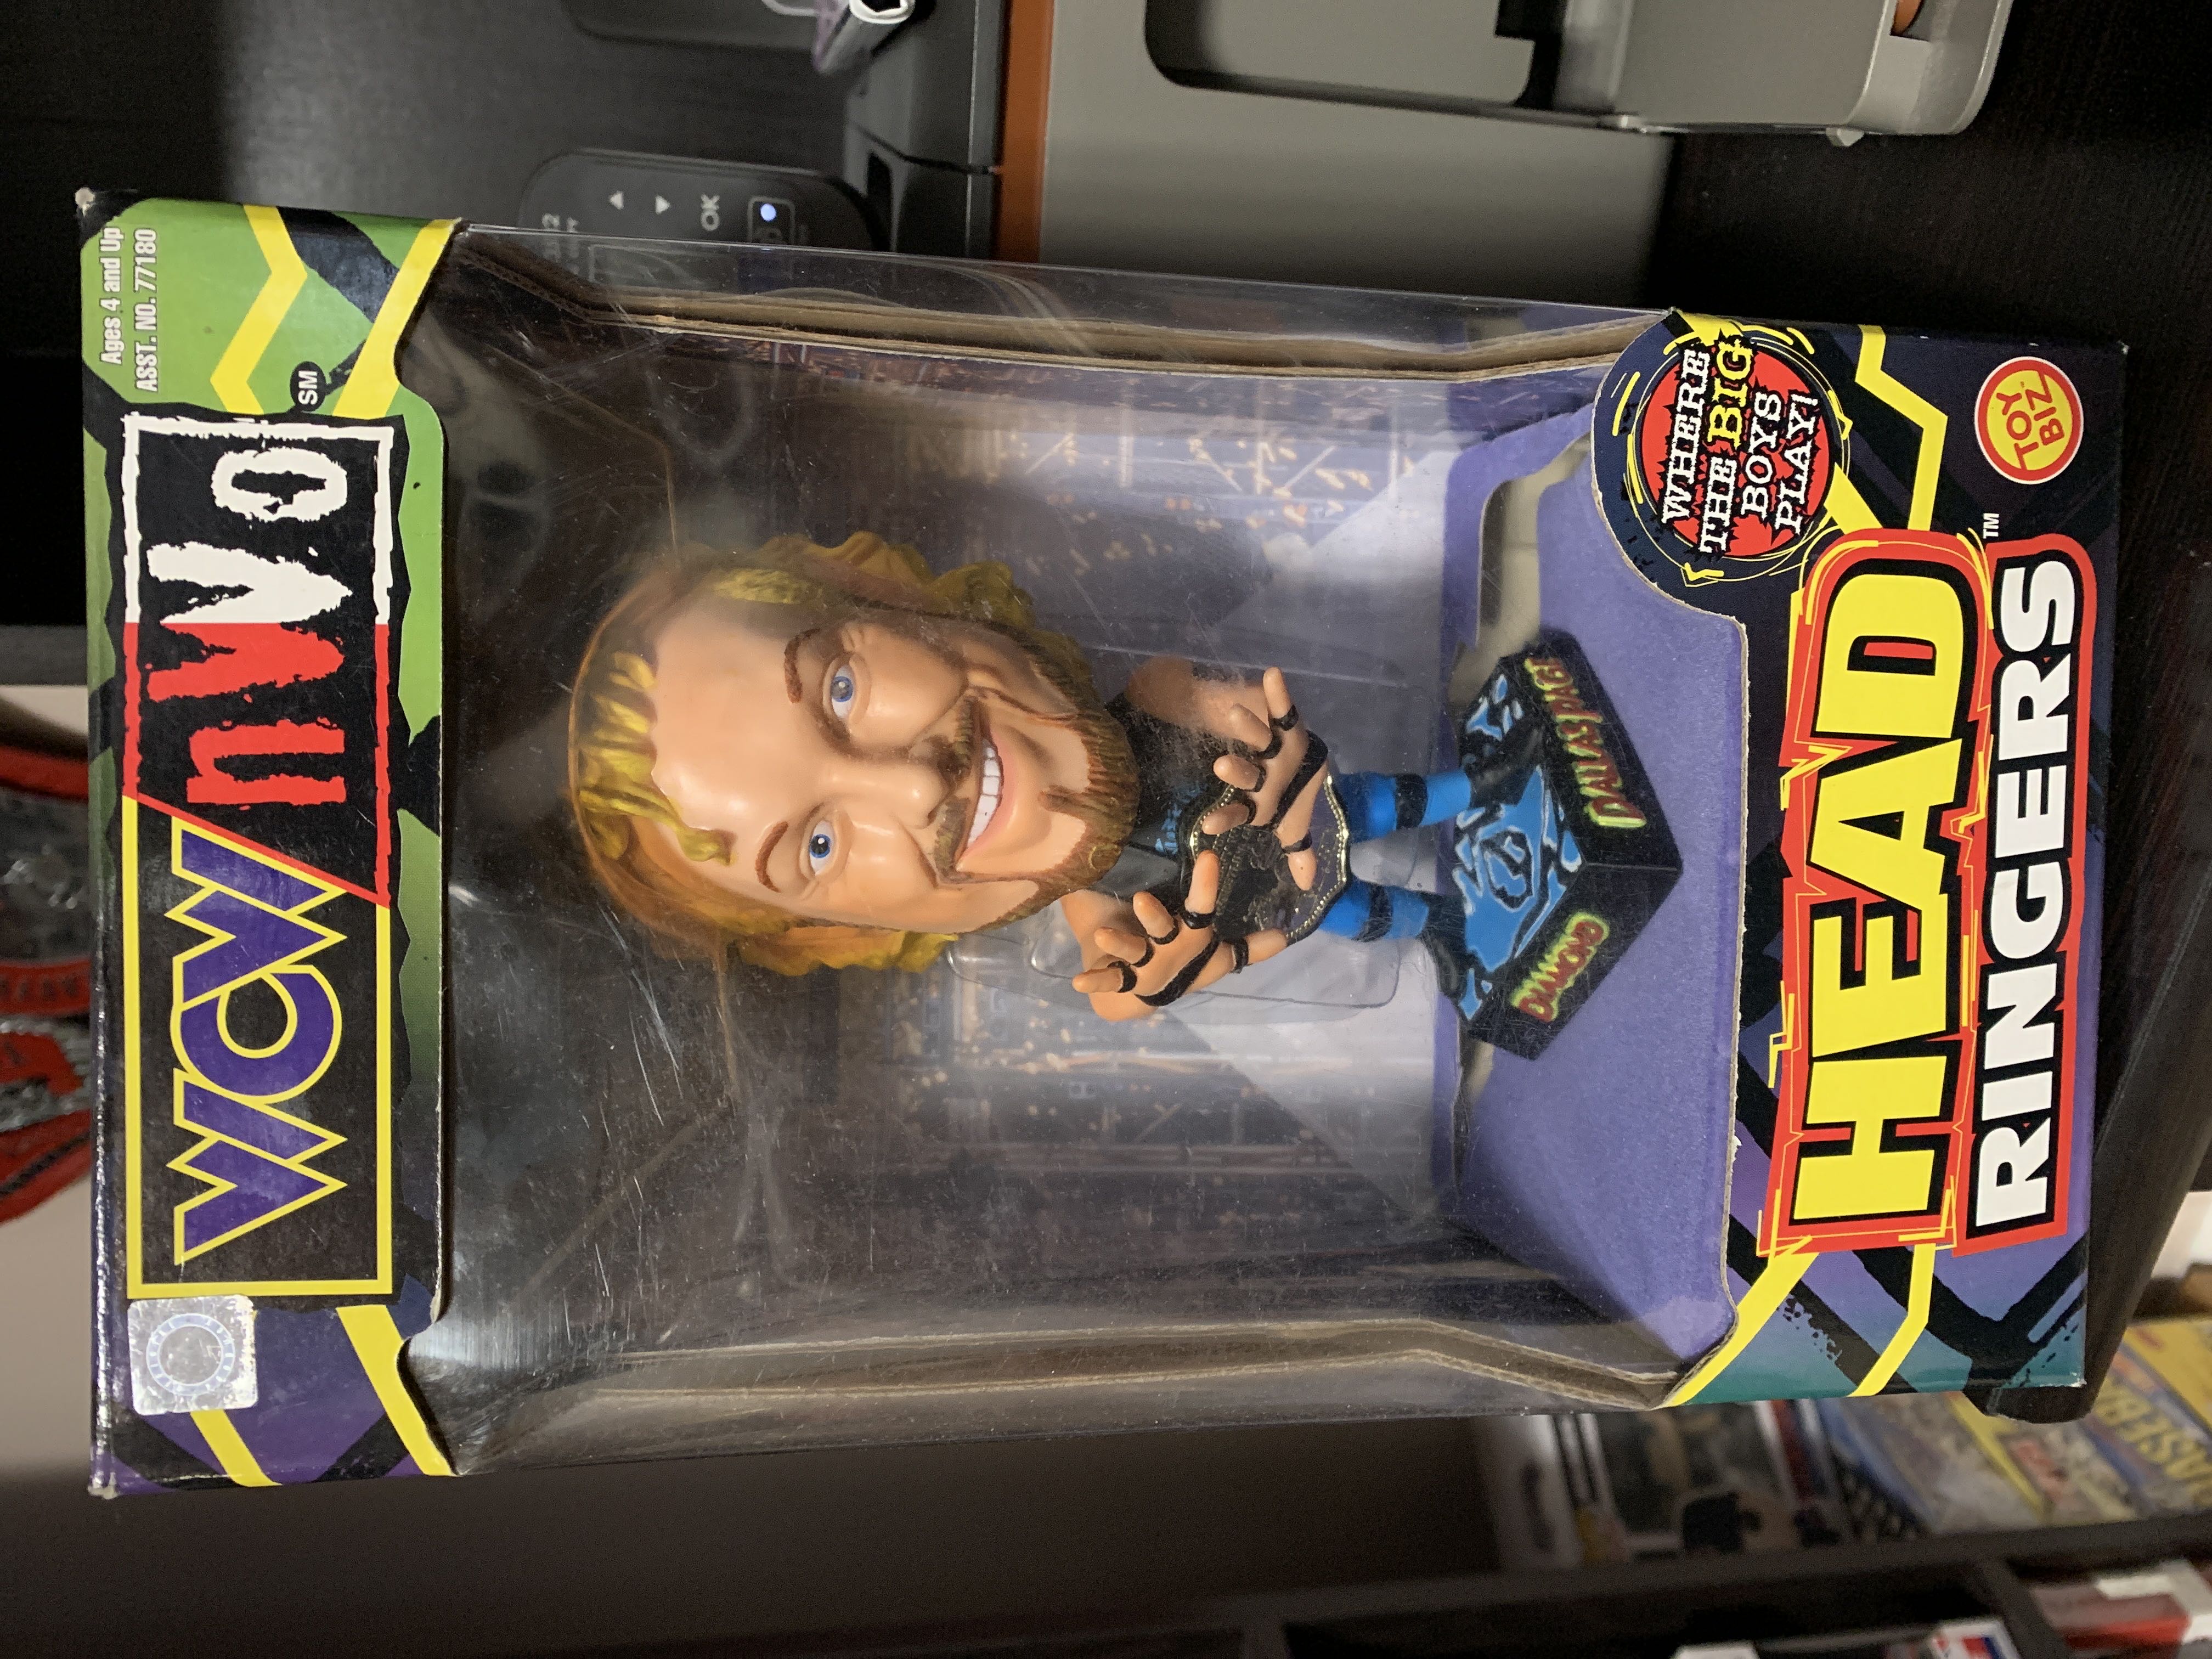 Ages 4 and Up
ASST. NO. 77180
WCW/nWo
SM
DIAMOND
DALLAS PAGE
WHERE
THE BIG
BOYS
PLAY!
HEAD
RINGERS
TM
TOY
BIZ
OK